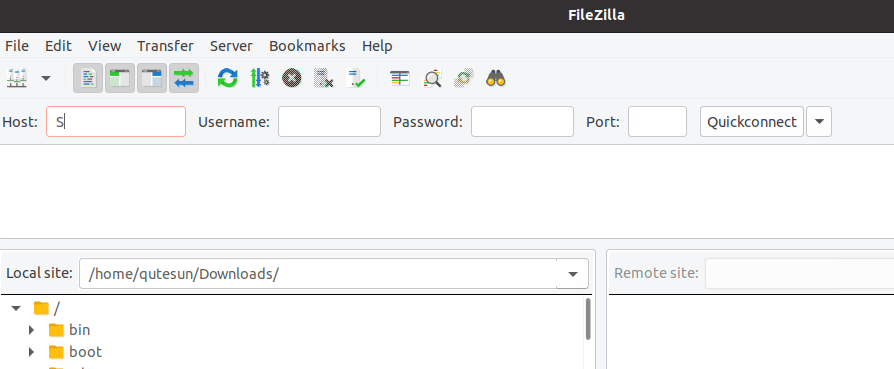 FileZilla
File Edit View Transfer Server Bookmarks Help
Host: S Username: Password: Port: Quickconnect
Local site: /home/qutesun/Downloads/ Remote site:
/
bin
boot